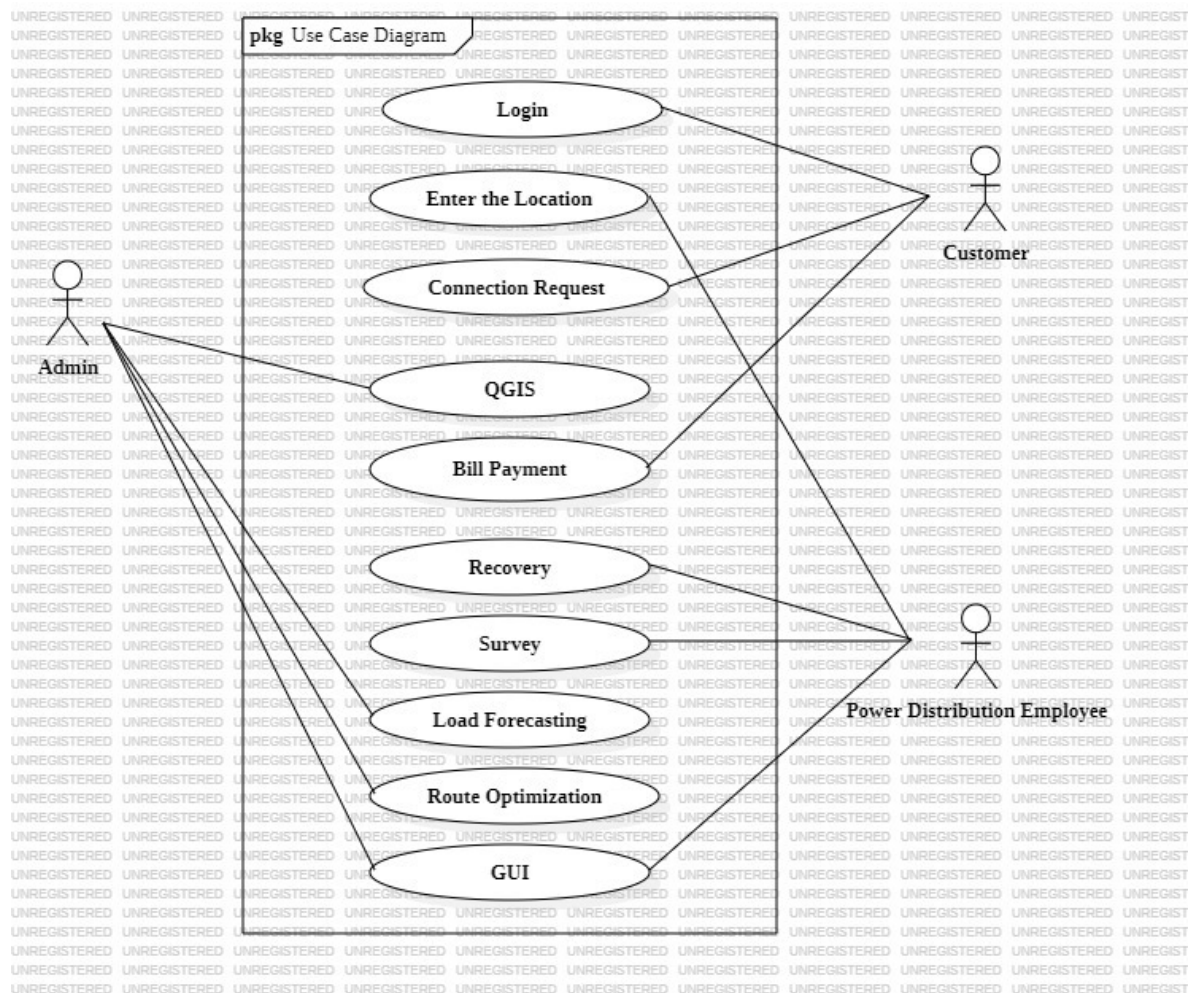 UNREGISTERED
pkg Use Case Diagram
Login
Enter the Location
Customer
Connection Request
Admin
QGIS
Bill Payment
Recovery
Survey
Load Forecasting
Power Distribution Employee
Route Optimization
GUI